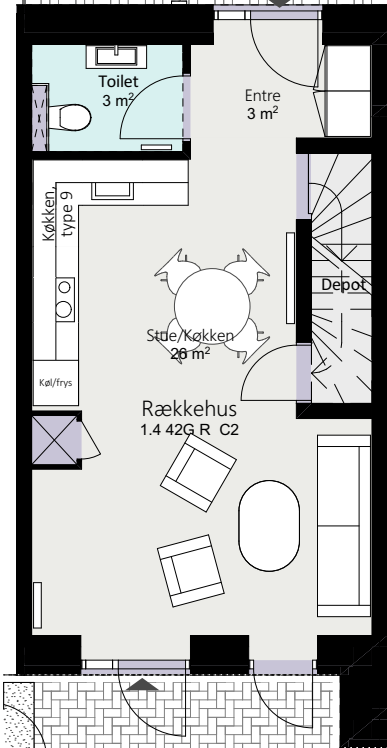 Toilet
3 m²
Entre
3 m²
Køkken,
type 9
Depot
Stue/Køkken
26 m²
Køl/frys
Rækkehus
1.4 42G R C2